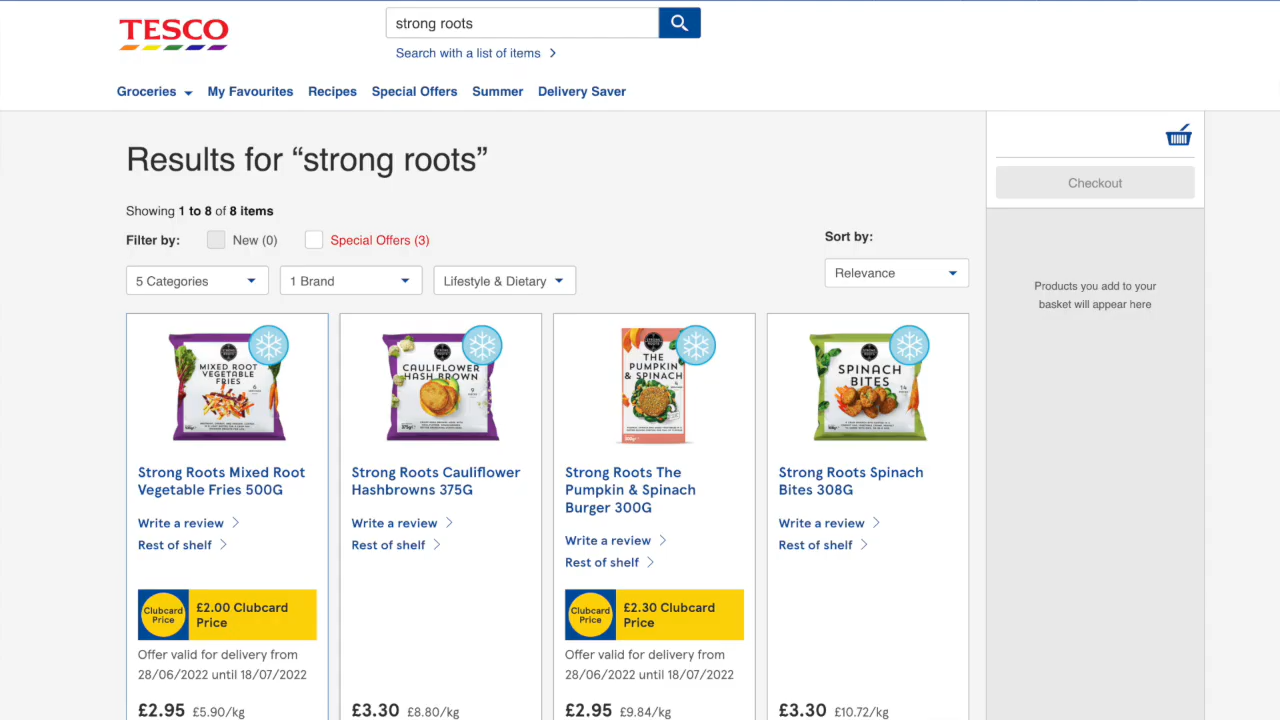 TESCO
strong roots
Search with a list of items
Groceries
My Favourites
Recipes
Special Offers
Summer
Delivery Saver
Results for “strong roots”
Checkout
Showing 1 to 8 of 8 items
Filter by:
New (0)
Special Offers (3)
Sort by:
5 Categories
1 Brand
Lifestyle & Dietary
Relevance
Products you add to your
basket will appear here
STRONG ROOTS
MIXED ROOT
VEGETABLE
FRIES
STRONG ROOTS
CAULIFLOWER
HASH BROWN
STRONG ROOTS
THE
PUMPKIN
& SPINACH
STRONG ROOTS
SPINACH
BITES
Strong Roots Mixed Root
Vegetable Fries 500G
Write a review
Rest of shelf
Clubcard
Price
£2.00 Clubcard
Price
Offer valid for delivery from
28/06/2022 until 18/07/2022
£2.95 £5.90/kg
Strong Roots Cauliflower
Hashbrowns 375G
Write a review
Rest of shelf
£3.30 £8.80/kg
Strong Roots The
Pumpkin & Spinach
Burger 300G
Write a review
Rest of shelf
Clubcard
Price
£2.30 Clubcard
Price
Offer valid for delivery from
28/06/2022 until 18/07/2022
£2.95 £9.84/kg
Strong Roots Spinach
Bites 308G
Write a review
Rest of shelf
£3.30 £10.72/kg